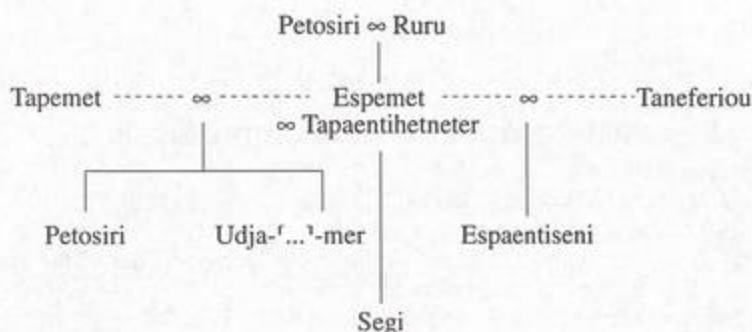 Petosiri ∞ Ruru
Tapemet ∞ Espemet ∞ Taneferiou
∞ Tapaentihetneter
Petosiri Udja-⸢...⸣-mer Espaentiseni
Segi